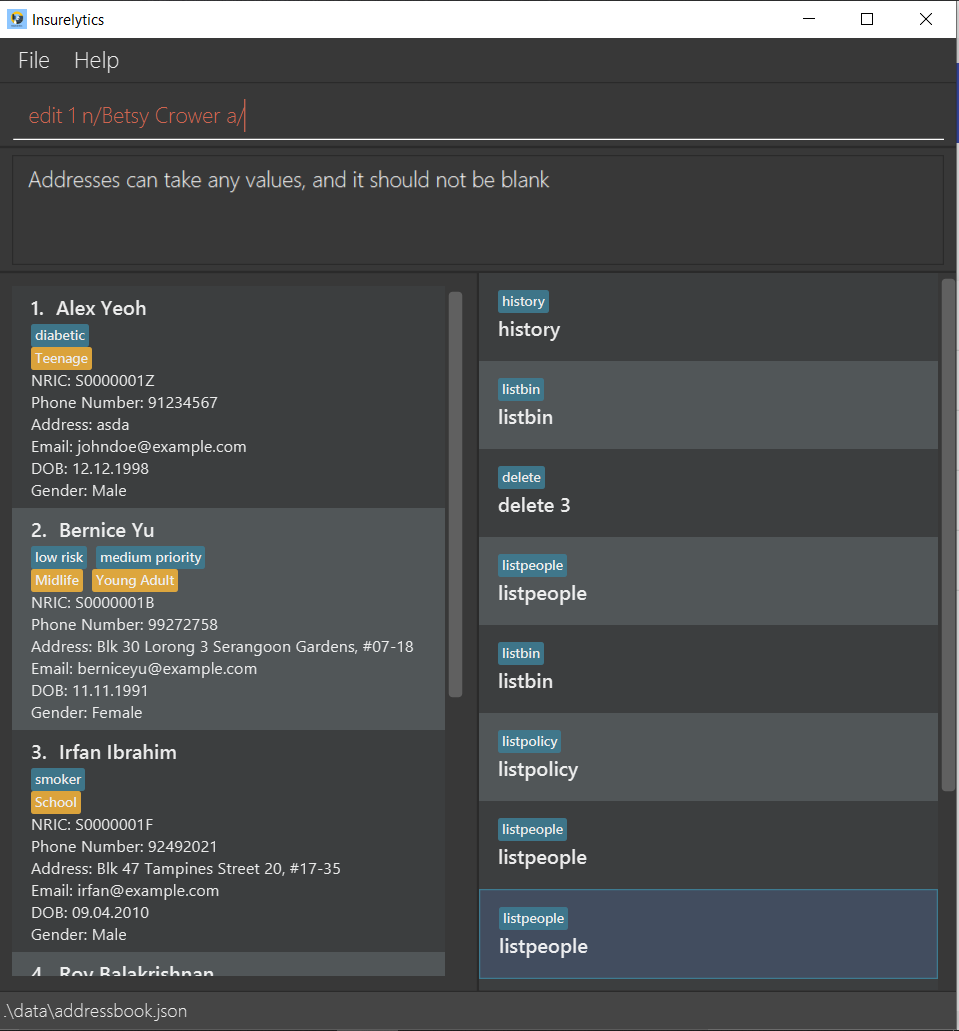 Insurelytics
File Help
edit 1 n/Betsy Crower a/
Addresses can take any values, and it should not be blank
1. Alex Yeoh
diabetic
Teenage
NRIC: S0000001Z
Phone Number: 91234567
Address: asda
Email: johndoe@example.com
DOB: 12.12.1998
Gender: Male
2. Bernice Yu
low risk medium priority
Midlife Young Adult
NRIC: S0000001B
Phone Number: 99272758
Address: Blk 30 Lorong 3 Serangoon Gardens, #07-18
Email: berniceyu@example.com
DOB: 11.11.1991
Gender: Female
3. Irfan Ibrahim
smoker
School
NRIC: S0000001F
Phone Number: 92492021
Address: Blk 47 Tampines Street 20, #17-35
Email: irfan@example.com
DOB: 09.04.2010
Gender: Male
4. Roy Balakrishnan
history
history
listbin
listbin
delete
delete 3
listpeople
listpeople
listbin
listbin
listpolicy
listpolicy
listpeople
listpeople
listpeople
listpeople
.\data\addressbook.json